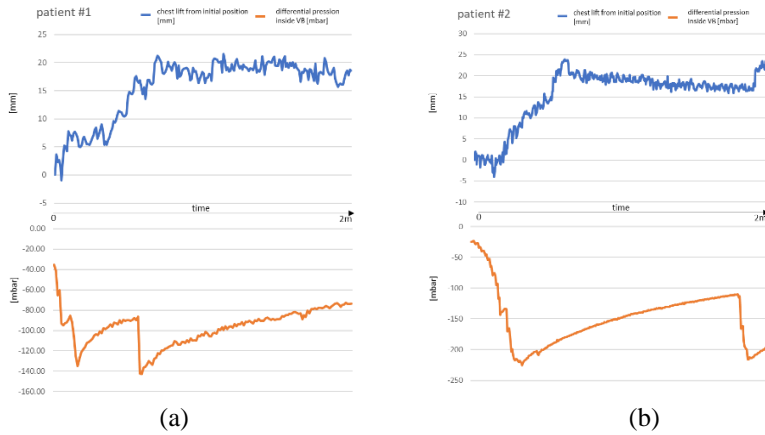 patient #1
chest lift from initial position
[mm]
differential pression
inside VB [mbar]
25
20
15
10
5
0
-5
[mm]
time
0
2m
0.00
-20.00
-40.00
-60.00
-80.00
-100.00
-120.00
-140.00
-160.00
[mbar]
(a)
patient #2
chest lift from initial position
[mm]
differential pression
inside VB [mbar]
30
25
20
15
10
5
0
-5
-10
[mm]
time
0
2m
0
-50
-100
-150
-200
-250
[mbar]
(b)